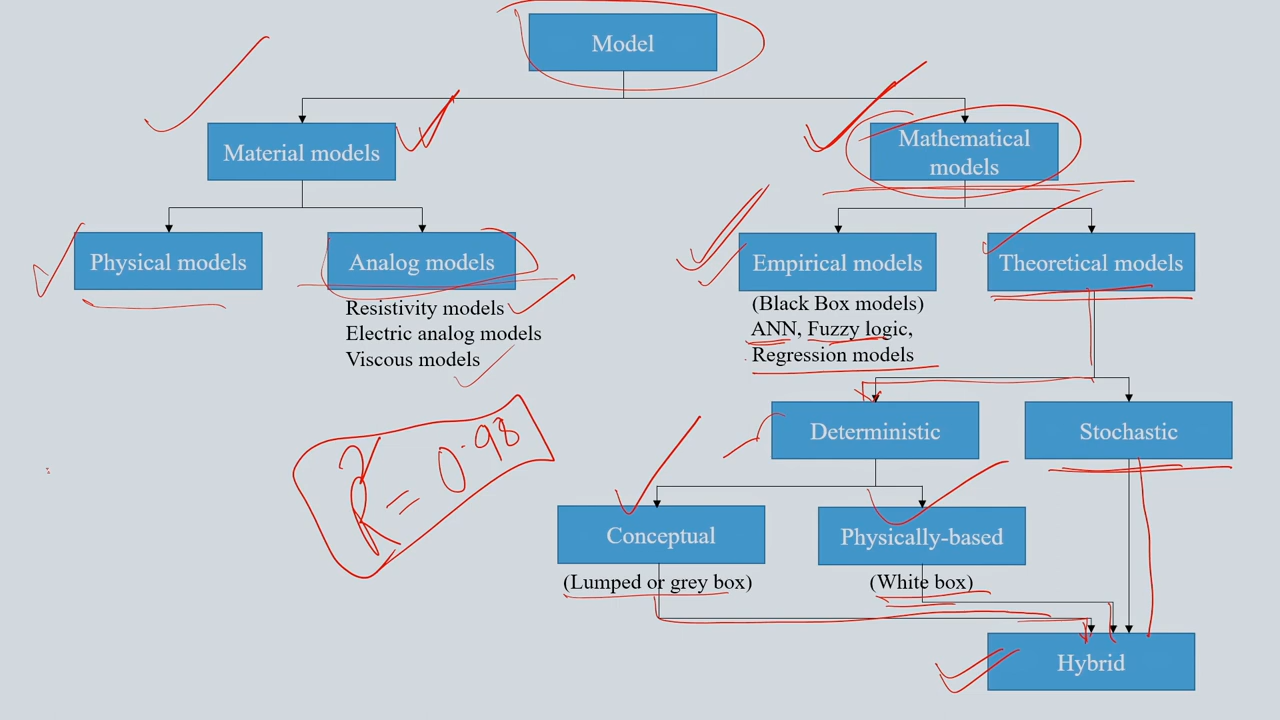 Model
Material models
Mathematical
models
Physical models
Analog models
Empirical models
Theoretical models
Resistivity models
Electric analog models
Viscous models
(Black Box models)
ANN, Fuzzy logic,
Regression models
Deterministic
Stochastic
R² = 0.98
Conceptual
Physically-based
(Lumped or grey box)
(White box)
Hybrid